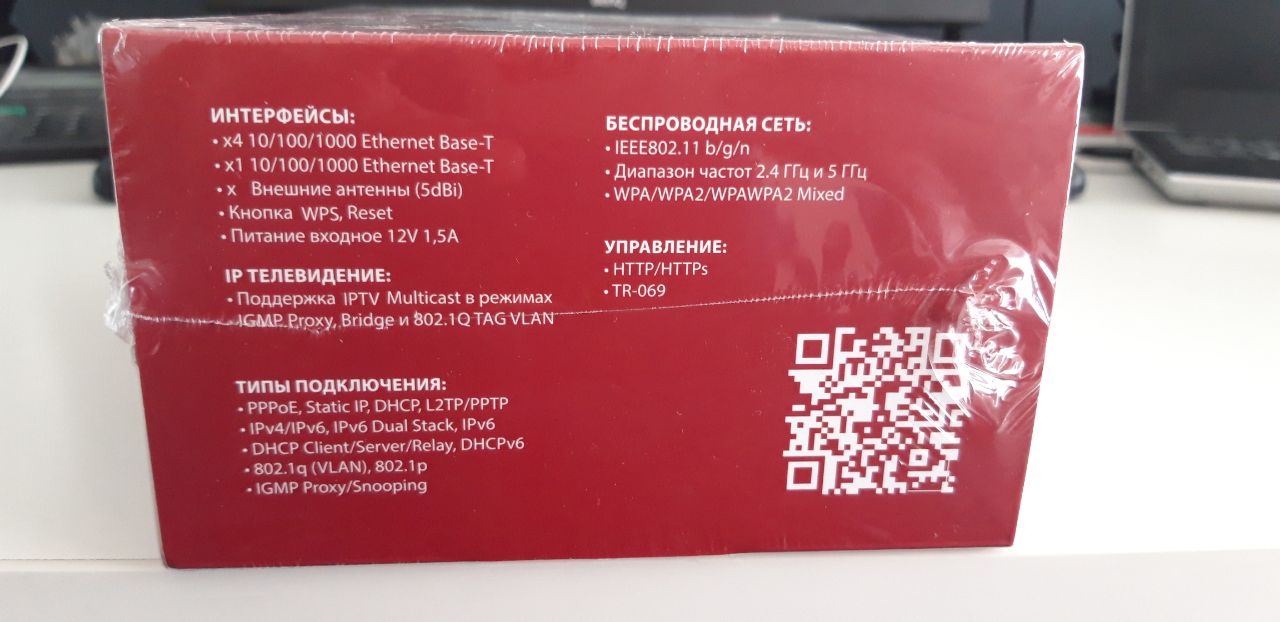 ИНТЕРФЕЙСЫ:
• x4 10/100/1000 Ethernet Base-T
• x1 10/100/1000 Ethernet Base-T
• x Внешние антенны (5dBi)
• Кнопка WPS, Reset
• Питание входное 12V 1,5A
IP ТЕЛЕВИДЕНИЕ:
• Поддержка IPTV Multicast в режимах
IGMP Proxy, Bridge и 802.1Q TAG VLAN
ТИПЫ ПОДКЛЮЧЕНИЯ:
• PPPoE, Static IP, DHCP, L2TP/PPTP
• IPv4/IPv6, IPv6 Dual Stack, IPv6
• DHCP Client/Server/Relay, DHCPv6
• 802.1q (VLAN), 802.1p
• IGMP Proxy/Snooping
БЕСПРОВОДНАЯ СЕТЬ:
• IEEE802.11 b/g/n
• Диапазон частот 2.4 ГГц и 5 ГГц
• WPA/WPA2/WPAWPA2 Mixed
УПРАВЛЕНИЕ:
• HTTP/HTTPs
• TR-069